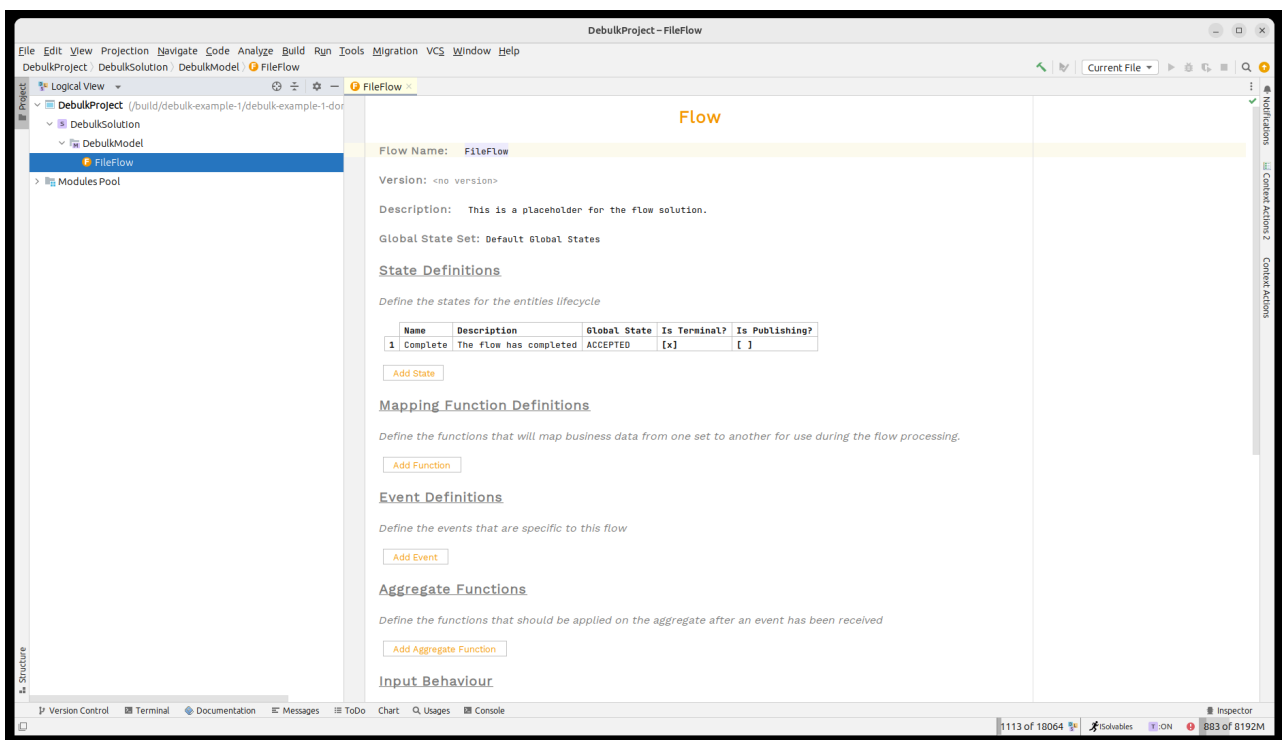 DebulkProject – FileFlow
File Edit View Projection Navigate Code Analyze Build Run Tools Migration VCS Window Help
DebulkProject DebulkSolution DebulkModel FileFlow
Current File
Project
Logical View
FileFlow
DebulkProject (/build/debulk-example-1/debulk-example-1-dor
DebulkSolution
DebulkModel
FileFlow
Modules Pool
Flow
Flow Name: FileFlow
Version: <no version>
Description: This is a placeholder for the flow solution.
Global State Set: Default Global States
State Definitions
Define the states for the entities lifecycle
Name Description Global State Is Terminal? Is Publishing?
1 Complete The flow has completed ACCEPTED [x] [ ]
Add State
Mapping Function Definitions
Define the functions that will map business data from one set to another for use during the flow processing.
Add Function
Event Definitions
Define the events that are specific to this flow
Add Event
Aggregate Functions
Define the functions that should be applied on the aggregate after an event has been received
Add Aggregate Function
Input Behaviour
Notifications
Context Actions 2
Context Actions
Structure
Version Control Terminal Documentation Messages ToDo Chart Usages Console Inspector
1113 of 18064 ISolvables T:ON 883 of 8192M